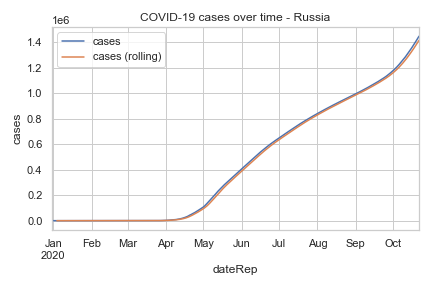 COVID-19 cases over time - Russia
1e6
cases
cases (rolling)
1.4
1.2
1.0
0.8
0.6
0.4
0.2
0.0
cases
Jan Feb Mar Apr May Jun Jul Aug Sep Oct
2020
dateRep